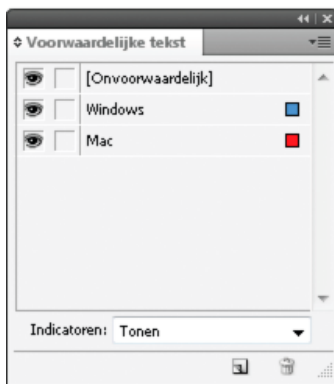 Voorwaardelijke tekst
[Onvoorwaardelijk]
Windows
Mac
Indicatoren: Tonen